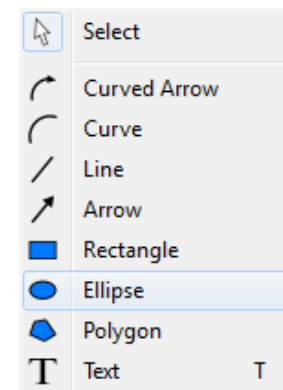 Select
Curved Arrow
Curve
Line
Arrow
Rectangle
Ellipse
Polygon
T Text T